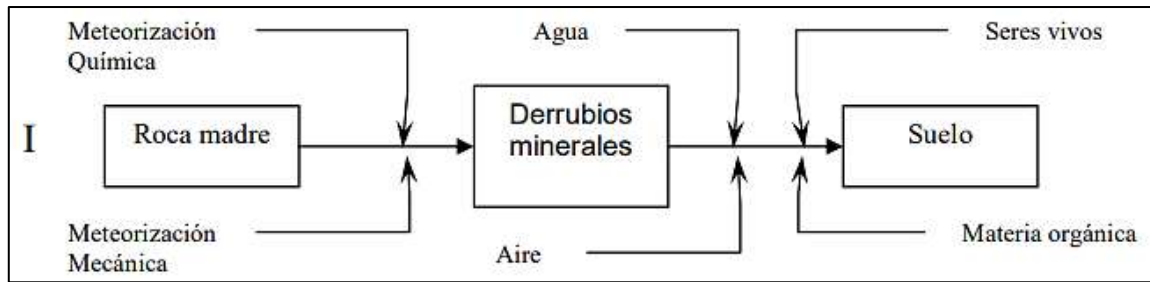 Meteorización
Química
Agua
Seres vivos
I
Roca madre
Derrubios
minerales
Suelo
Meteorización
Mecánica
Aire
Materia orgánica